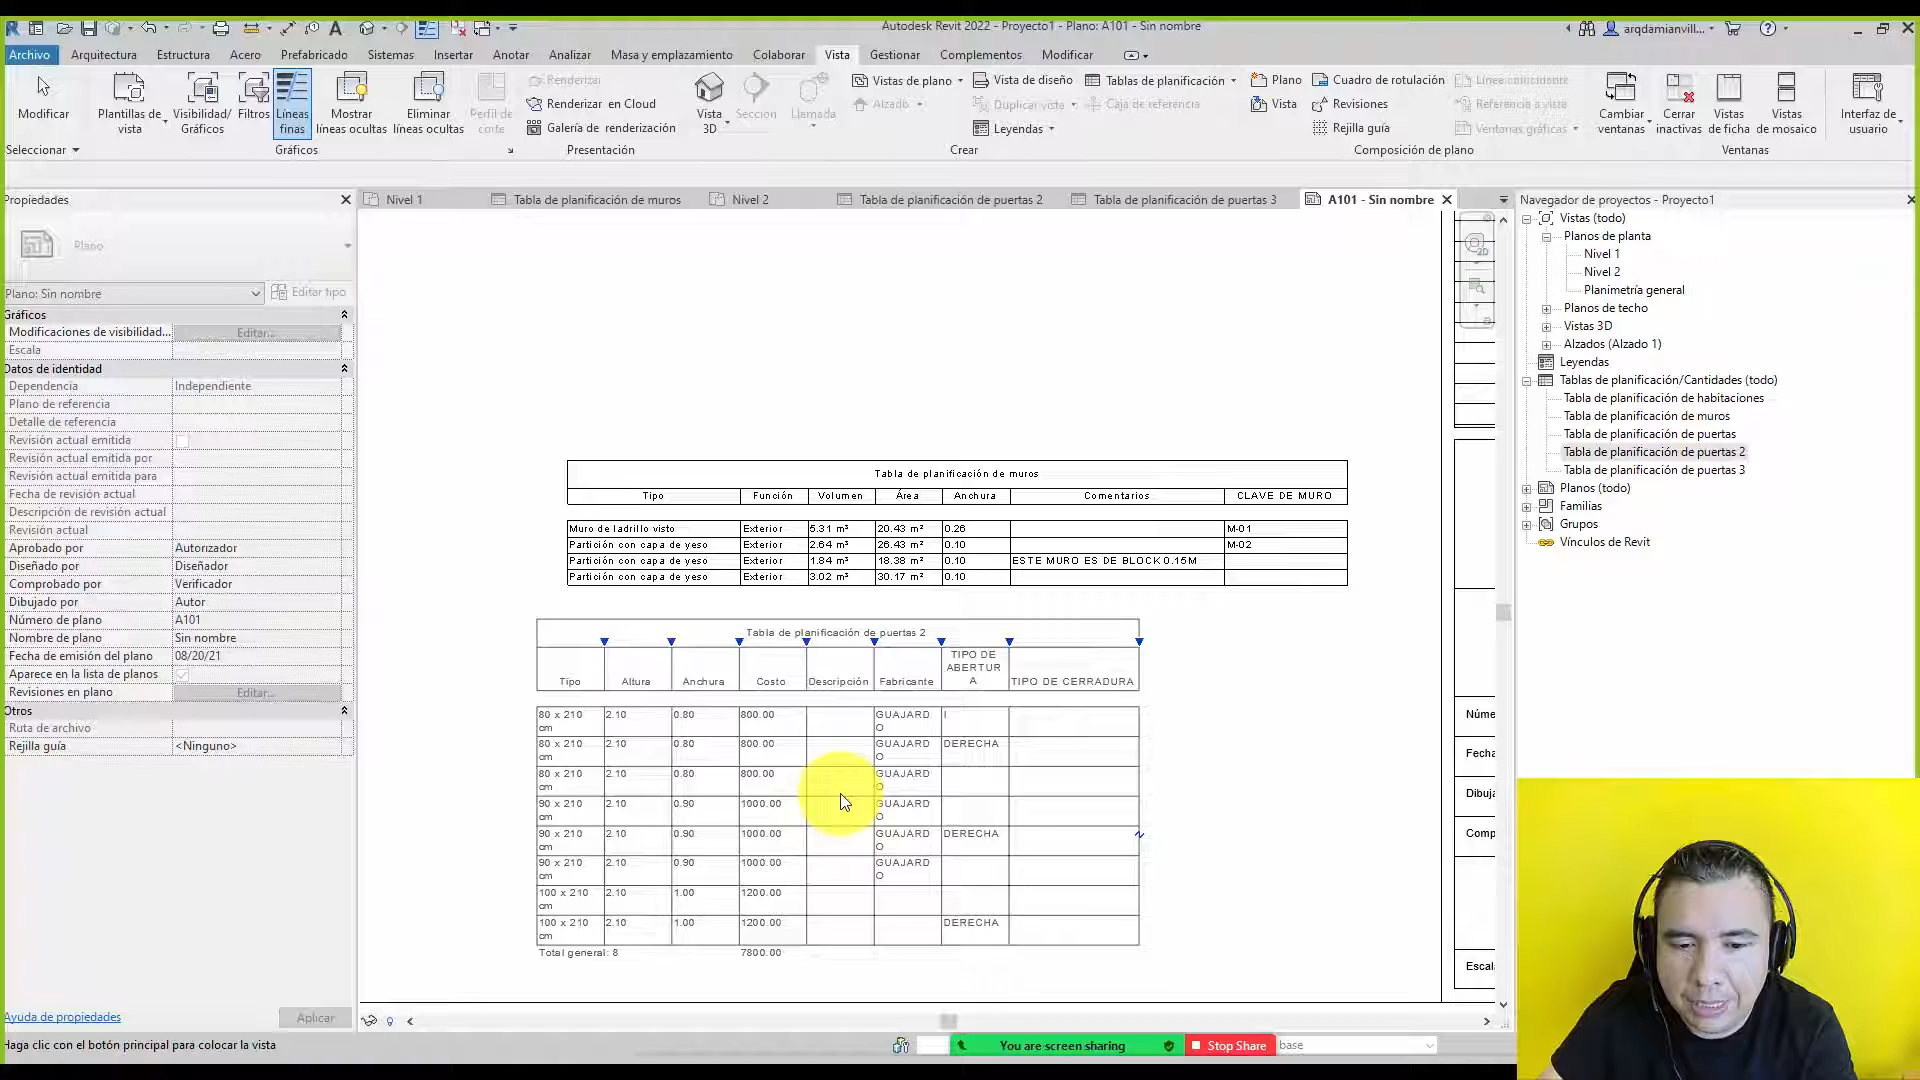 Autodesk Revit 2022 - Proyecto1 - Plano: A101 - Sin nombre
arqdamianvill...
Archivo Arquitectura Estructura Acero Prefabricado Sistemas Insertar Anotar Analizar Masa y emplazamiento Colaborar Vista Gestionar Complementos Modificar
Modificar
Plantillas de vista
Visibilidad/ Gráficos
Filtros
Líneas finas
Mostrar líneas ocultas
Eliminar líneas ocultas
Perfil de corte
Renderizar
Renderizar en Cloud
Galería de renderización
Vista 3D
Sección
Llamada
Vistas de plano
Alzado
Vista de diseño
Duplicar vista
Leyendas
Tablas de planificación
Caja de referencia
Plano
Vista
Cuadro de rotulación
Revisiones
Rejilla guía
Línea coincidente
Referencia a vista
Ventanas gráficas
Cambiar ventanas
Cerrar inactivas
Vistas de ficha
Vistas de mosaico
Interfaz de usuario
Seleccionar Gráficos Presentación Crear Composición de plano Ventanas
Propiedades
Plano
Plano: Sin nombre
Editar tipo
Gráficos
Modificaciones de visibilidad... Editar...
Escala
Datos de identidad
Dependencia Independiente
Plano de referencia
Detalle de referencia
Revisión actual emitida
Revisión actual emitida por
Revisión actual emitida para
Fecha de revisión actual
Descripción de revisión actual
Revisión actual
Aprobado por Autorizador
Diseñado por Diseñador
Comprobado por Verificador
Dibujado por Autor
Número de plano A101
Nombre de plano Sin nombre
Fecha de emisión del plano 08/20/21
Aparece en la lista de planos
Revisiones en plano Editar...
Otros
Ruta de archivo
Rejilla guía <Ninguno>
Ayuda de propiedades
Aplicar
Nivel 1 Tabla de planificación de muros Nivel 2 Tabla de planificación de puertas 2 Tabla de planificación de puertas 3 A101 - Sin nombre
2D
Tabla de planificación de muros
Tipo Función Volumen Área Anchura Comentarios CLAVE DE MURO
Muro de ladrillo visto Exterior 5.31 m³ 20.43 m² 0.26 M-01
Partición con capa de yeso Exterior 2.64 m³ 26.43 m² 0.10 M-02
Partición con capa de yeso Exterior 1.84 m³ 18.38 m² 0.10 ESTE MURO ES DE BLOCK 0.15M
Partición con capa de yeso Exterior 3.02 m³ 30.17 m² 0.10
Tabla de planificación de puertas 2
Tipo Altura Anchura Costo Descripción Fabricante TIPO DE ABERTUR A TIPO DE CERRADURA
80 x 210 cm 2.10 0.80 800.00 GUAJARD O I
80 x 210 cm 2.10 0.80 800.00 GUAJARD O DERECHA
80 x 210 cm 2.10 0.80 800.00 GUAJARD O
90 x 210 cm 2.10 0.90 1000.00 GUAJARD O
90 x 210 cm 2.10 0.90 1000.00 GUAJARD O DERECHA
90 x 210 cm 2.10 0.90 1000.00 GUAJARD O
100 x 210 cm 2.10 1.00 1200.00
100 x 210 cm 2.10 1.00 1200.00 DERECHA
Total general: 8 7800.00
Núme
Fecha
Dibuja
Comp
Escal
Navegador de proyectos - Proyecto1
Vistas (todo)
Planos de planta
Nivel 1
Nivel 2
Planimetría general
Planos de techo
Vistas 3D
Alzados (Alzado 1)
Leyendas
Tablas de planificación/Cantidades (todo)
Tabla de planificación de habitaciones
Tabla de planificación de muros
Tabla de planificación de puertas
Tabla de planificación de puertas 2
Tabla de planificación de puertas 3
Planos (todo)
Familias
Grupos
Vínculos de Revit
Haga clic con el botón principal para colocar la vista
You are screen sharing
Stop Share
base